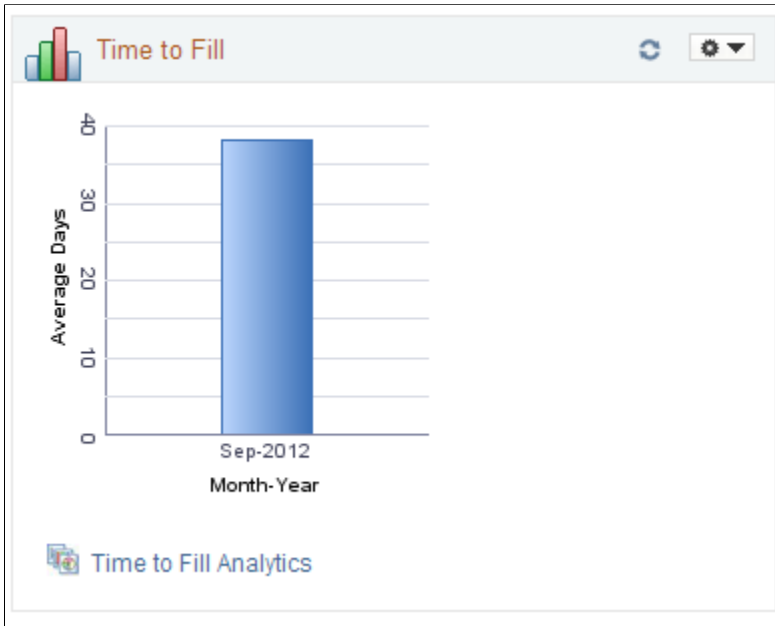 Time to Fill
40
30
20
10
0
Average Days
Sep-2012
Month-Year
Time to Fill Analytics